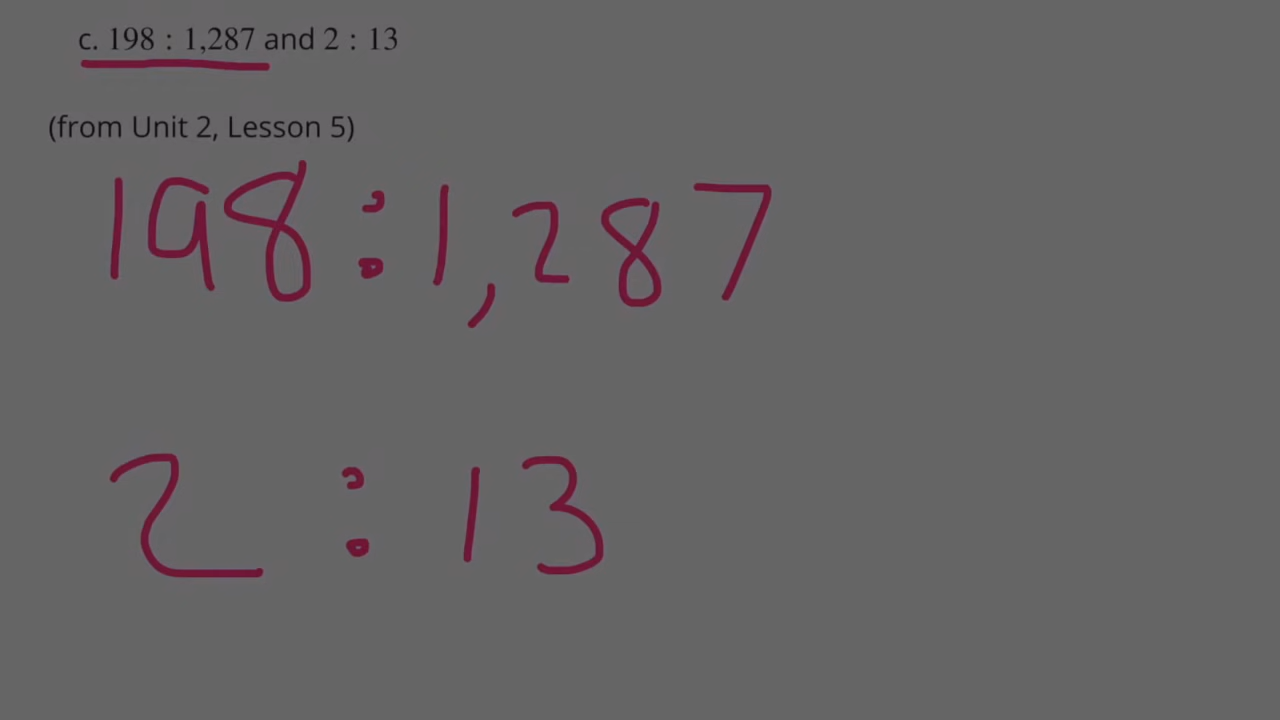 c. 198 : 1,287 and 2 : 13
(from Unit 2, Lesson 5)
198 : 1,287
2 : 13